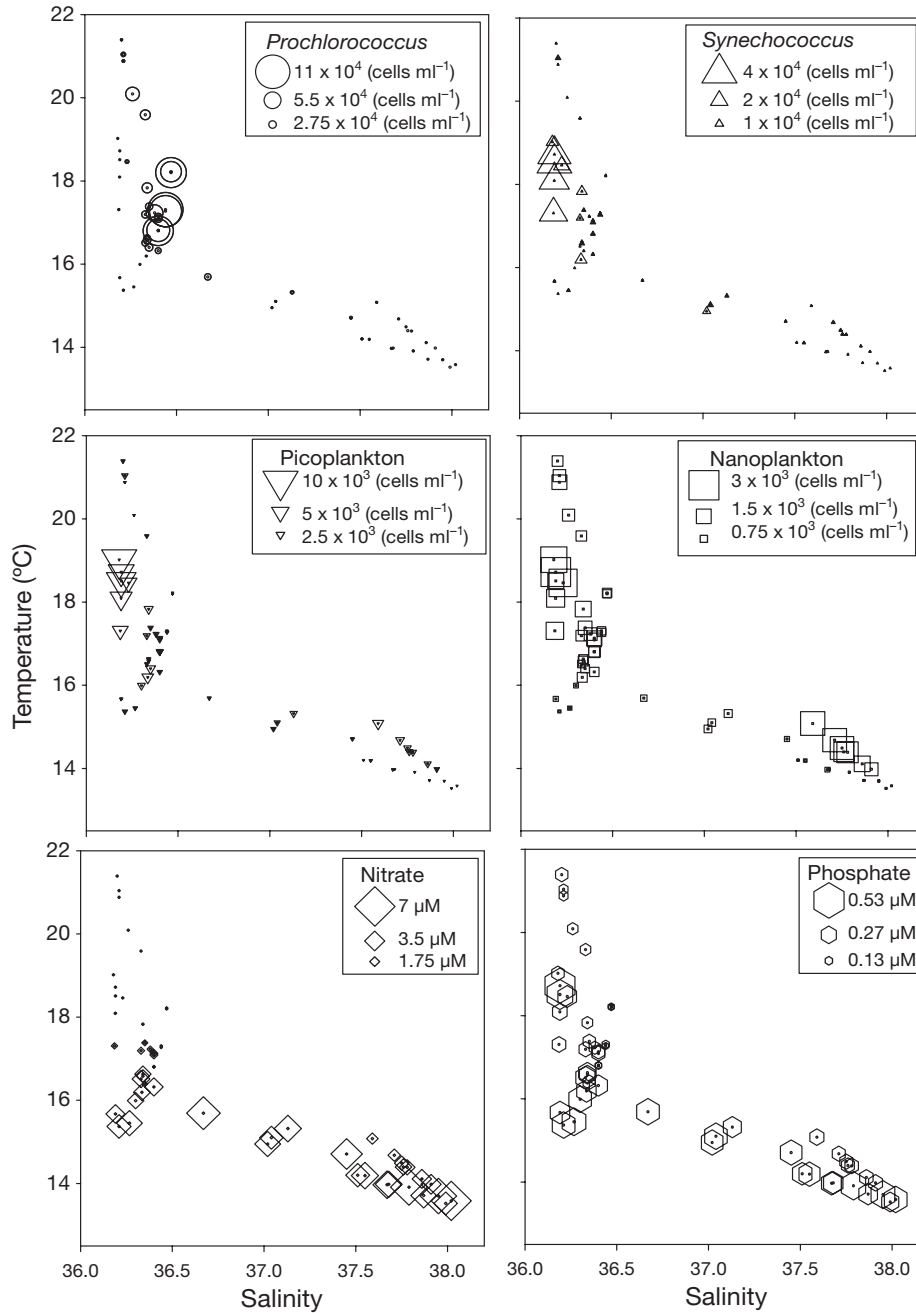 22
20
18
16
14
Prochlorococcus
11 x 10⁴ (cells ml⁻¹)
5.5 x 10⁴ (cells ml⁻¹)
2.75 x 10⁴ (cells ml⁻¹)
Synechococcus
4 x 10⁴ (cells ml⁻¹)
2 x 10⁴ (cells ml⁻¹)
1 x 10⁴ (cells ml⁻¹)
Temperature (ºC)
22
20
18
16
14
Picoplankton
10 x 10³ (cells ml⁻¹)
5 x 10³ (cells ml⁻¹)
2.5 x 10³ (cells ml⁻¹)
Nanoplankton
3 x 10³ (cells ml⁻¹)
1.5 x 10³ (cells ml⁻¹)
0.75 x 10³ (cells ml⁻¹)
22
20
18
16
14
Nitrate
7 µM
3.5 µM
1.75 µM
36.0 36.5 37.0 37.5 38.0
Salinity
Phosphate
0.53 µM
0.27 µM
0.13 µM
36.0 36.5 37.0 37.5 38.0
Salinity